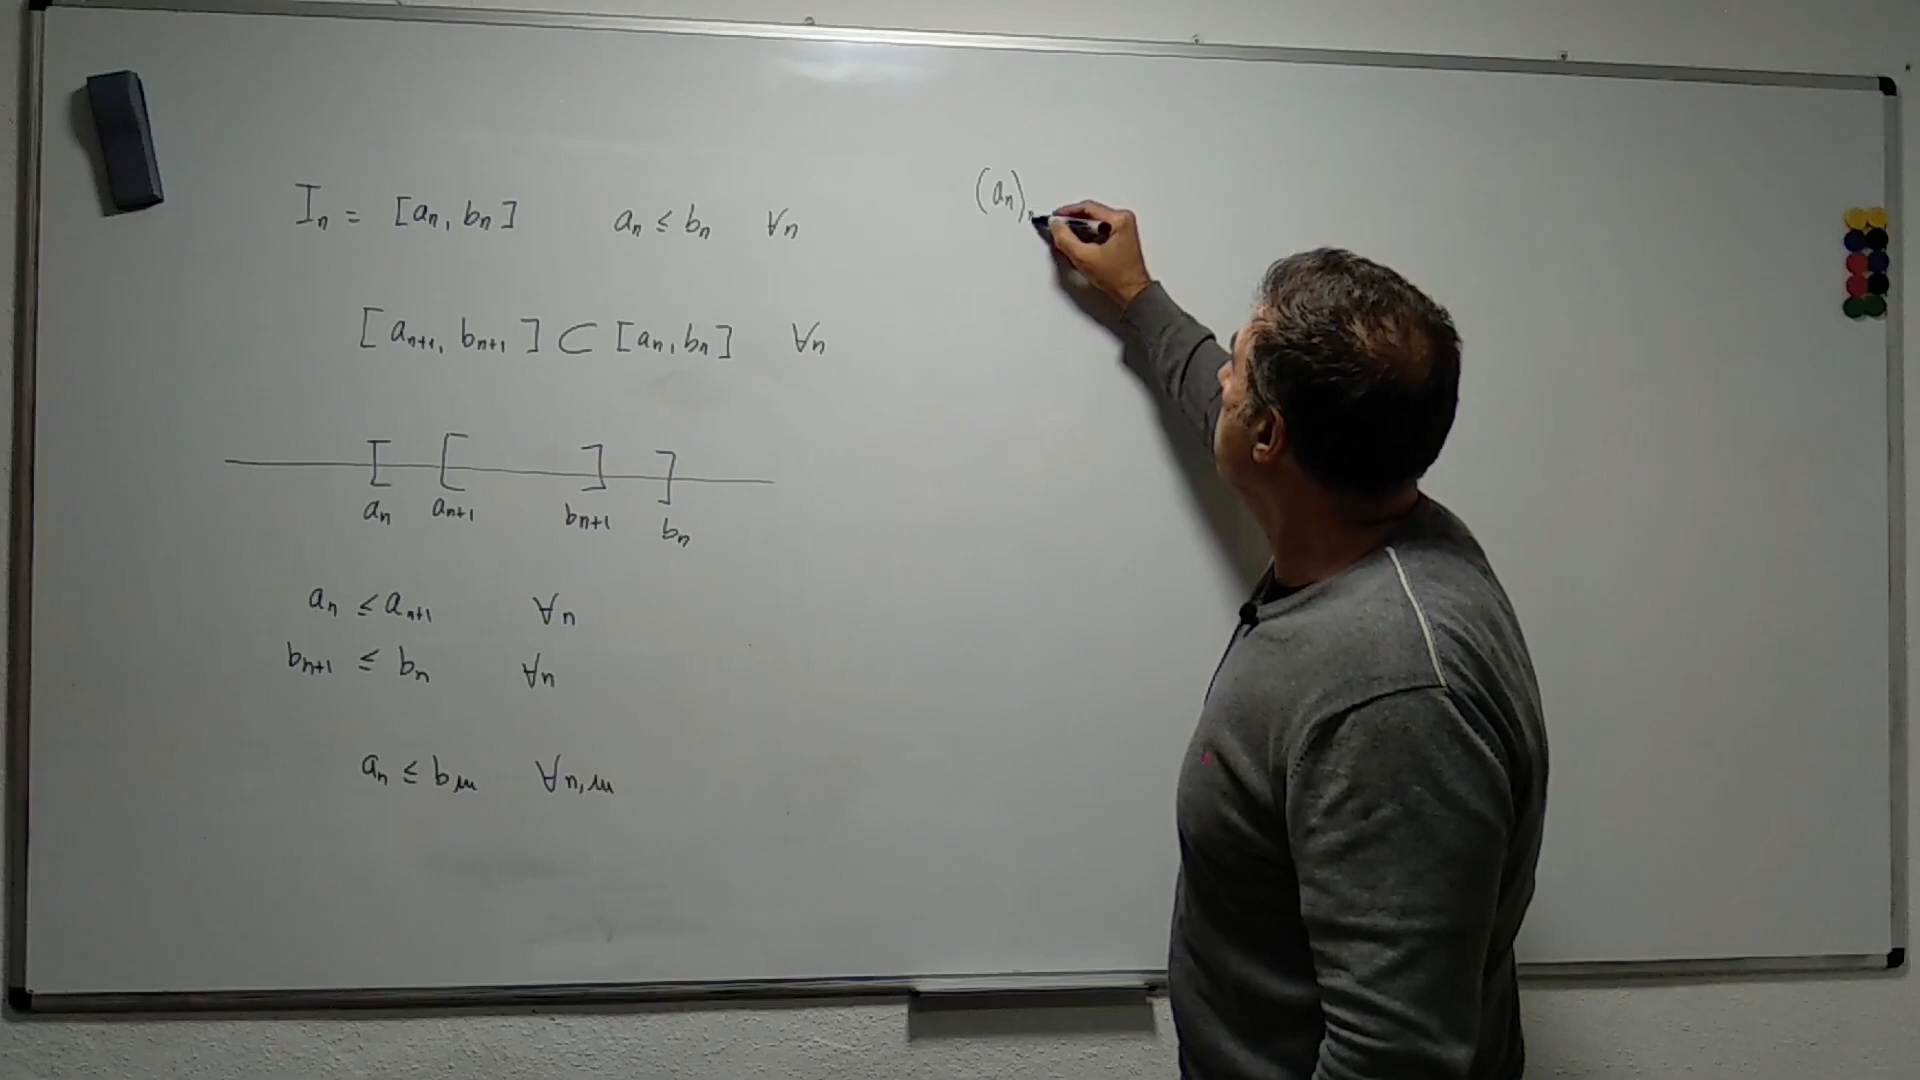 Iₙ = [aₙ, bₙ] aₙ ≤ bₙ ∀n
[aₙ₊₁, bₙ₊₁] ⊂ [aₙ, bₙ] ∀n
[ [ ] ]
aₙ aₙ₊₁ bₙ₊₁ bₙ
aₙ ≤ aₙ₊₁ ∀n
bₙ₊₁ ≤ bₙ ∀n
aₙ ≤ bₘ ∀n,m
(aₙ)ₙ